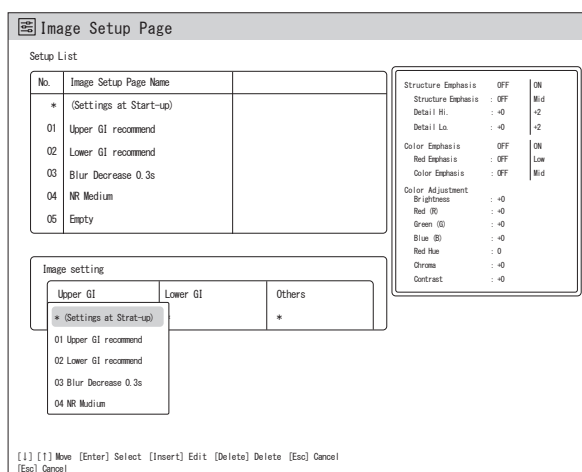 Image Setup Page
Setup List
No. Image Setup Page Name
* (Settings at Start-up)
01 Upper GI recommend
02 Lower GI recommend
03 Blur Decrease 0.3s
04 NR Medium
05 Empty
Structure Emphasis OFF ON
Structure Emphasis : OFF Mid
Detail Hi. : +0 +2
Detail Lo. : +0 +2
Color Emphasis OFF ON
Red Emphasis : OFF Low
Color Emphasis : OFF Mid
Color Adjustment
Brightness : +0
Red (R) : +0
Green (G) : +0
Blue (B) : +0
Red Hue : 0
Chroma : +0
Contrast : +0
Image setting
Upper GI Lower GI Others
* (Settings at Strat-up) *
01 Upper GI recommend
02 Lower GI recommend
03 Blur Decrease 0.3s
04 NR Mudium
[↓] [↑] Move [Enter] Select [Insert] Edit [Delete] Delete [Esc] Cancel
[Esc] Cancel